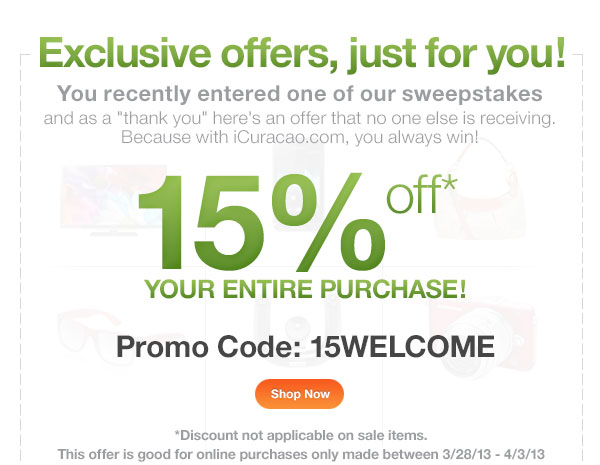 Exclusive offers, just for you!
You recently entered one of our sweepstakes
and as a "thank you" here's an offer that no one else is receiving.
Because with iCuracao.com, you always win!
15% off*
YOUR ENTIRE PURCHASE!
Promo Code: 15WELCOME
Shop Now
*Discount not applicable on sale items.
This offer is good for online purchases only made between 3/28/13 - 4/3/13